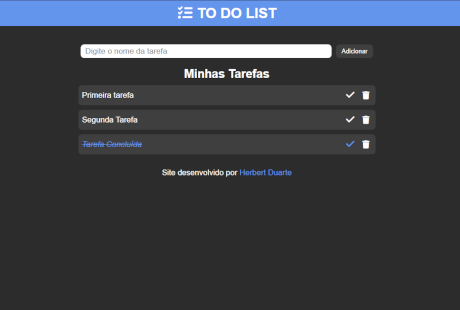 TO DO LIST
Digite o nome da tarefa
Adicionar
Minhas Tarefas
Primeira tarefa
Segunda Tarefa
Tarefa Concluída
Site desenvolvido por Herbert Duarte